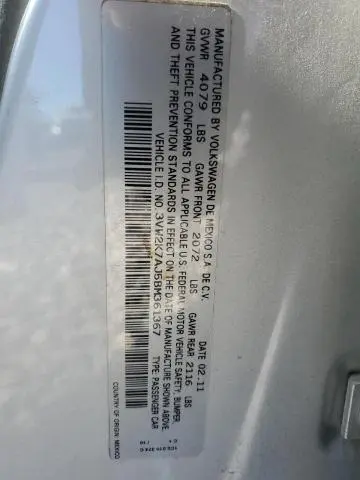 MANUFACTURED BY VOLKSWAGEN DE MEXICO S.A. DE C.V. DATE 02.11
GVWR 4079 LBS GAWR FRONT 2072 LBS GAWR REAR 2116 LBS
THIS VEHICLE CONFORMS TO ALL APPLICABLE U.S. FEDERAL MOTOR VEHICLE SAFETY, BUMPER,
AND THEFT PREVENTION STANDARDS IN EFFECT ON THE DATE OF MANUFACTURE SHOWN ABOVE.
VEHICLE I.D. NO. 3VW2K7AJ5BM361367 TYPE: PASSENGER CAR
COUNTRY OF ORIGIN: MEXICO